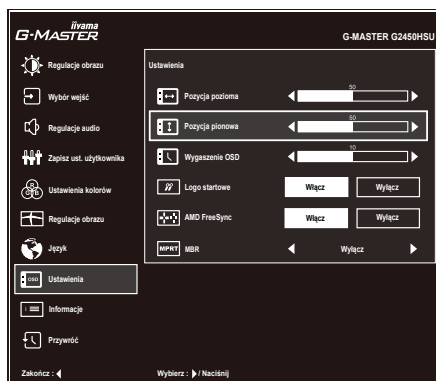 iiyama
G-MASTER
G-MASTER G2450HSU
Regulacje obrazu
Wybór wejść
Regulacje audio
Zapisz ust. użytkownika
R
G B
Ustawienia kolorów
Regulacje obrazu
Język
OSD
Ustawienia
i
Informacje
Przywróć
Ustawienia
Pozycja pozioma
50
Pozycja pionowa
50
Wygaszenie OSD
10
Logo startowe
Włącz
Wyłącz
AMD FreeSync
Włącz
Wyłącz
MPRT
MBR
Wyłącz
Zakończ :
Wybierz : / Naciśnij